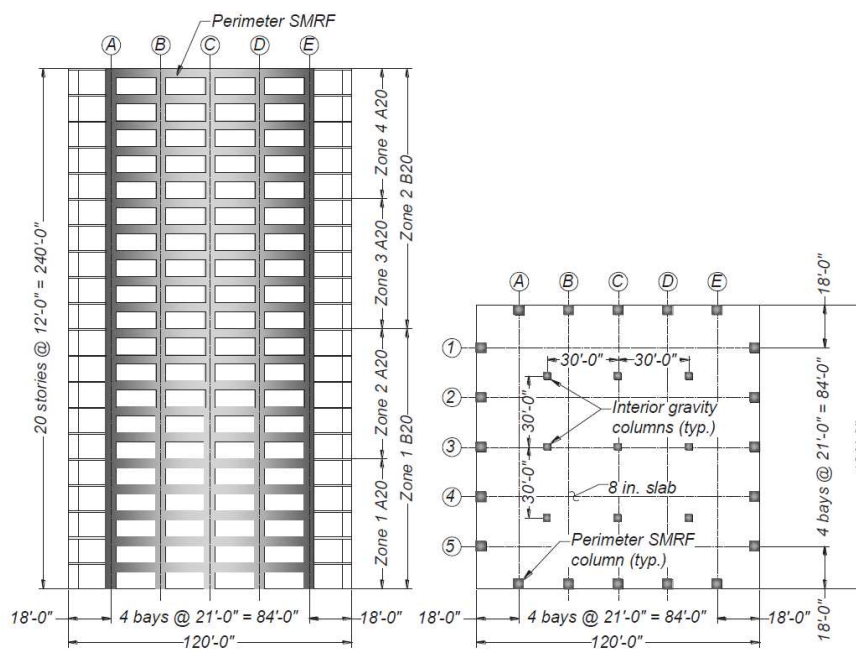 Perimeter SMRF
A B C D E
20 stories @ 12'-0" = 240'-0"
Zone 4 A20
Zone 3 A20
Zone 2 A20
Zone 1 A20
Zone 2 B20
Zone 1 B20
18'-0" 4 bays @ 21'-0" = 84'-0" 18'-0"
120'-0"
A B C D E
18'-0"
1
2
3
4
5
30'-0" 30'-0"
30'-0"
30'-0"
Interior gravity
columns (typ.)
8 in. slab
Perimeter SMRF
column (typ.)
4 bays @ 21'-0" = 84'-0"
18'-0"
18'-0" 4 bays @ 21'-0" = 84'-0" 18'-0"
120'-0"